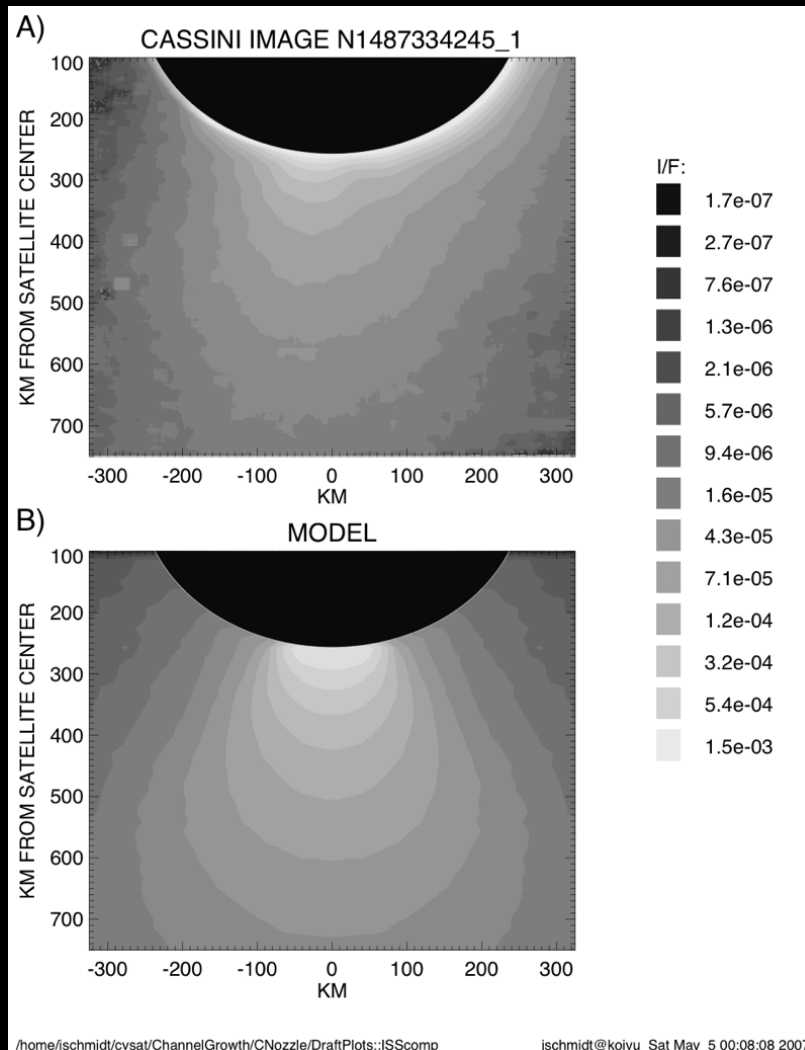 A)
CASSINI IMAGE N1487334245_1
KM FROM SATELLITE CENTER
100
200
300
400
500
600
700
-300 -200 -100 0 100 200 300
KM
B)
MODEL
KM FROM SATELLITE CENTER
100
200
300
400
500
600
700
-300 -200 -100 0 100 200 300
KM
I/F:
1.7e-07
2.7e-07
7.6e-07
1.3e-06
2.1e-06
5.7e-06
9.4e-06
1.6e-05
4.3e-05
7.1e-05
1.2e-04
3.2e-04
5.4e-04
1.5e-03
/home/jschmidt/cvsat/ChannelGrowth/CNozzle/DraftPlots::ISScomp jschmidt@koivu Sat May 5 00:08:08 2007